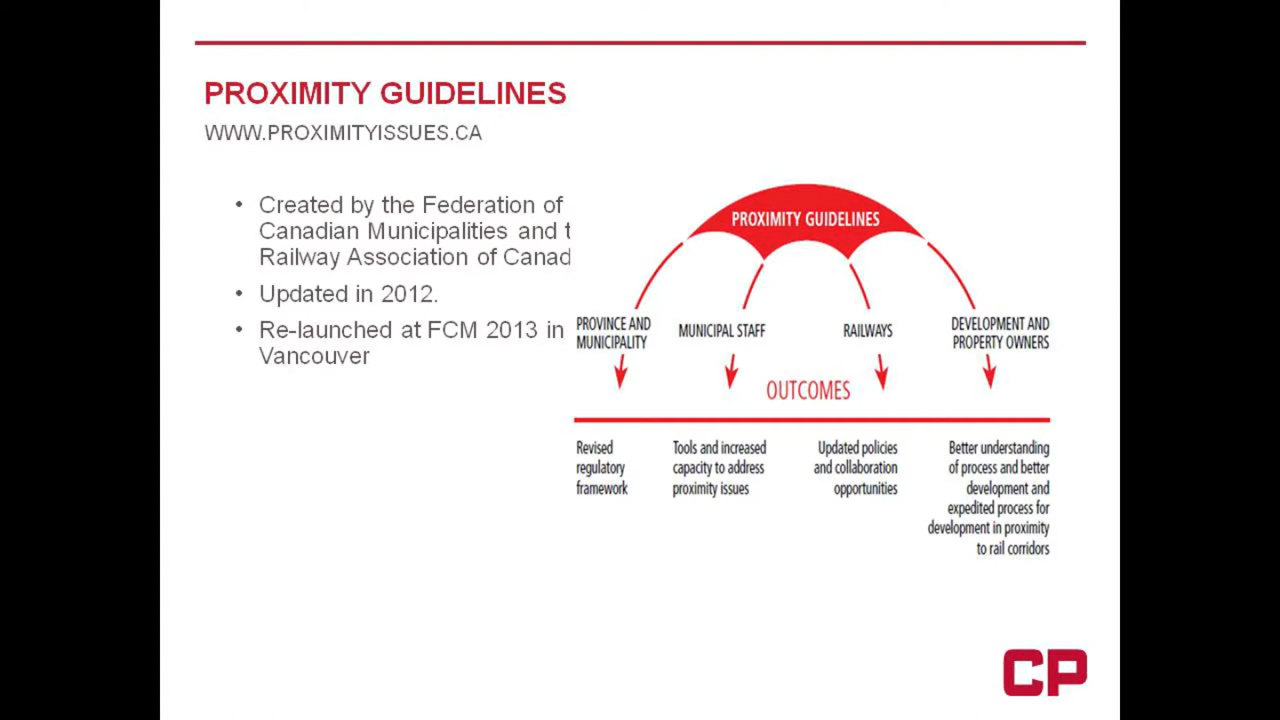 PROXIMITY GUIDELINES
WWW.PROXIMITYISSUES.CA
• Created by the Federation of
Canadian Municipalities and t
Railway Association of Canad
• Updated in 2012.
• Re-launched at FCM 2013 in
Vancouver
PROXIMITY GUIDELINES
PROVINCE AND
MUNICIPALITY
MUNICIPAL STAFF
RAILWAYS
DEVELOPMENT AND
PROPERTY OWNERS
OUTCOMES
Revised
regulatory
framework
Tools and increased
capacity to address
proximity issues
Updated policies
and collaboration
opportunities
Better understanding
of process and better
development and
expedited process for
development in proximity
to rail corridors
CP